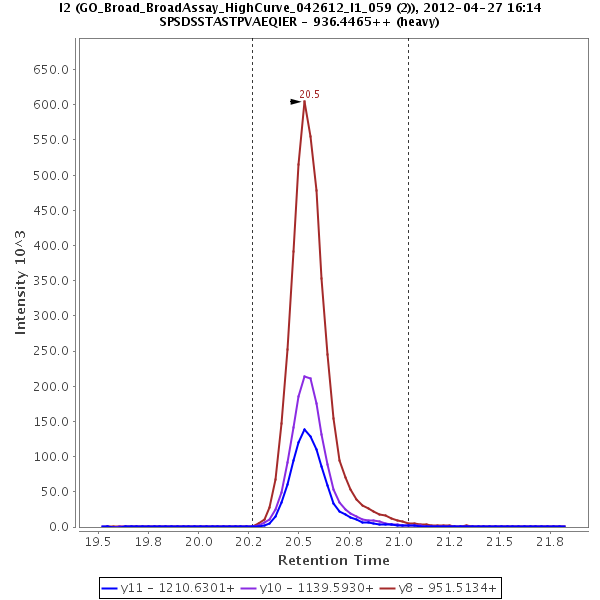 I2 (GO_Broad_BroadAssay_HighCurve_042612_I1_059 (2)), 2012-04-27 16:14
SPSDSSTASTPVAEQIER - 936.4465++ (heavy)
650.0
600.0
550.0
500.0
450.0
400.0
350.0
300.0
250.0
200.0
150.0
100.0
50.0
0.0
Intensity 10^3
20.5
19.5 19.8 20.0 20.2 20.5 20.8 21.0 21.2 21.5 21.8
Retention Time
y11 - 1210.6301+ y10 - 1139.5930+ y8 - 951.5134+